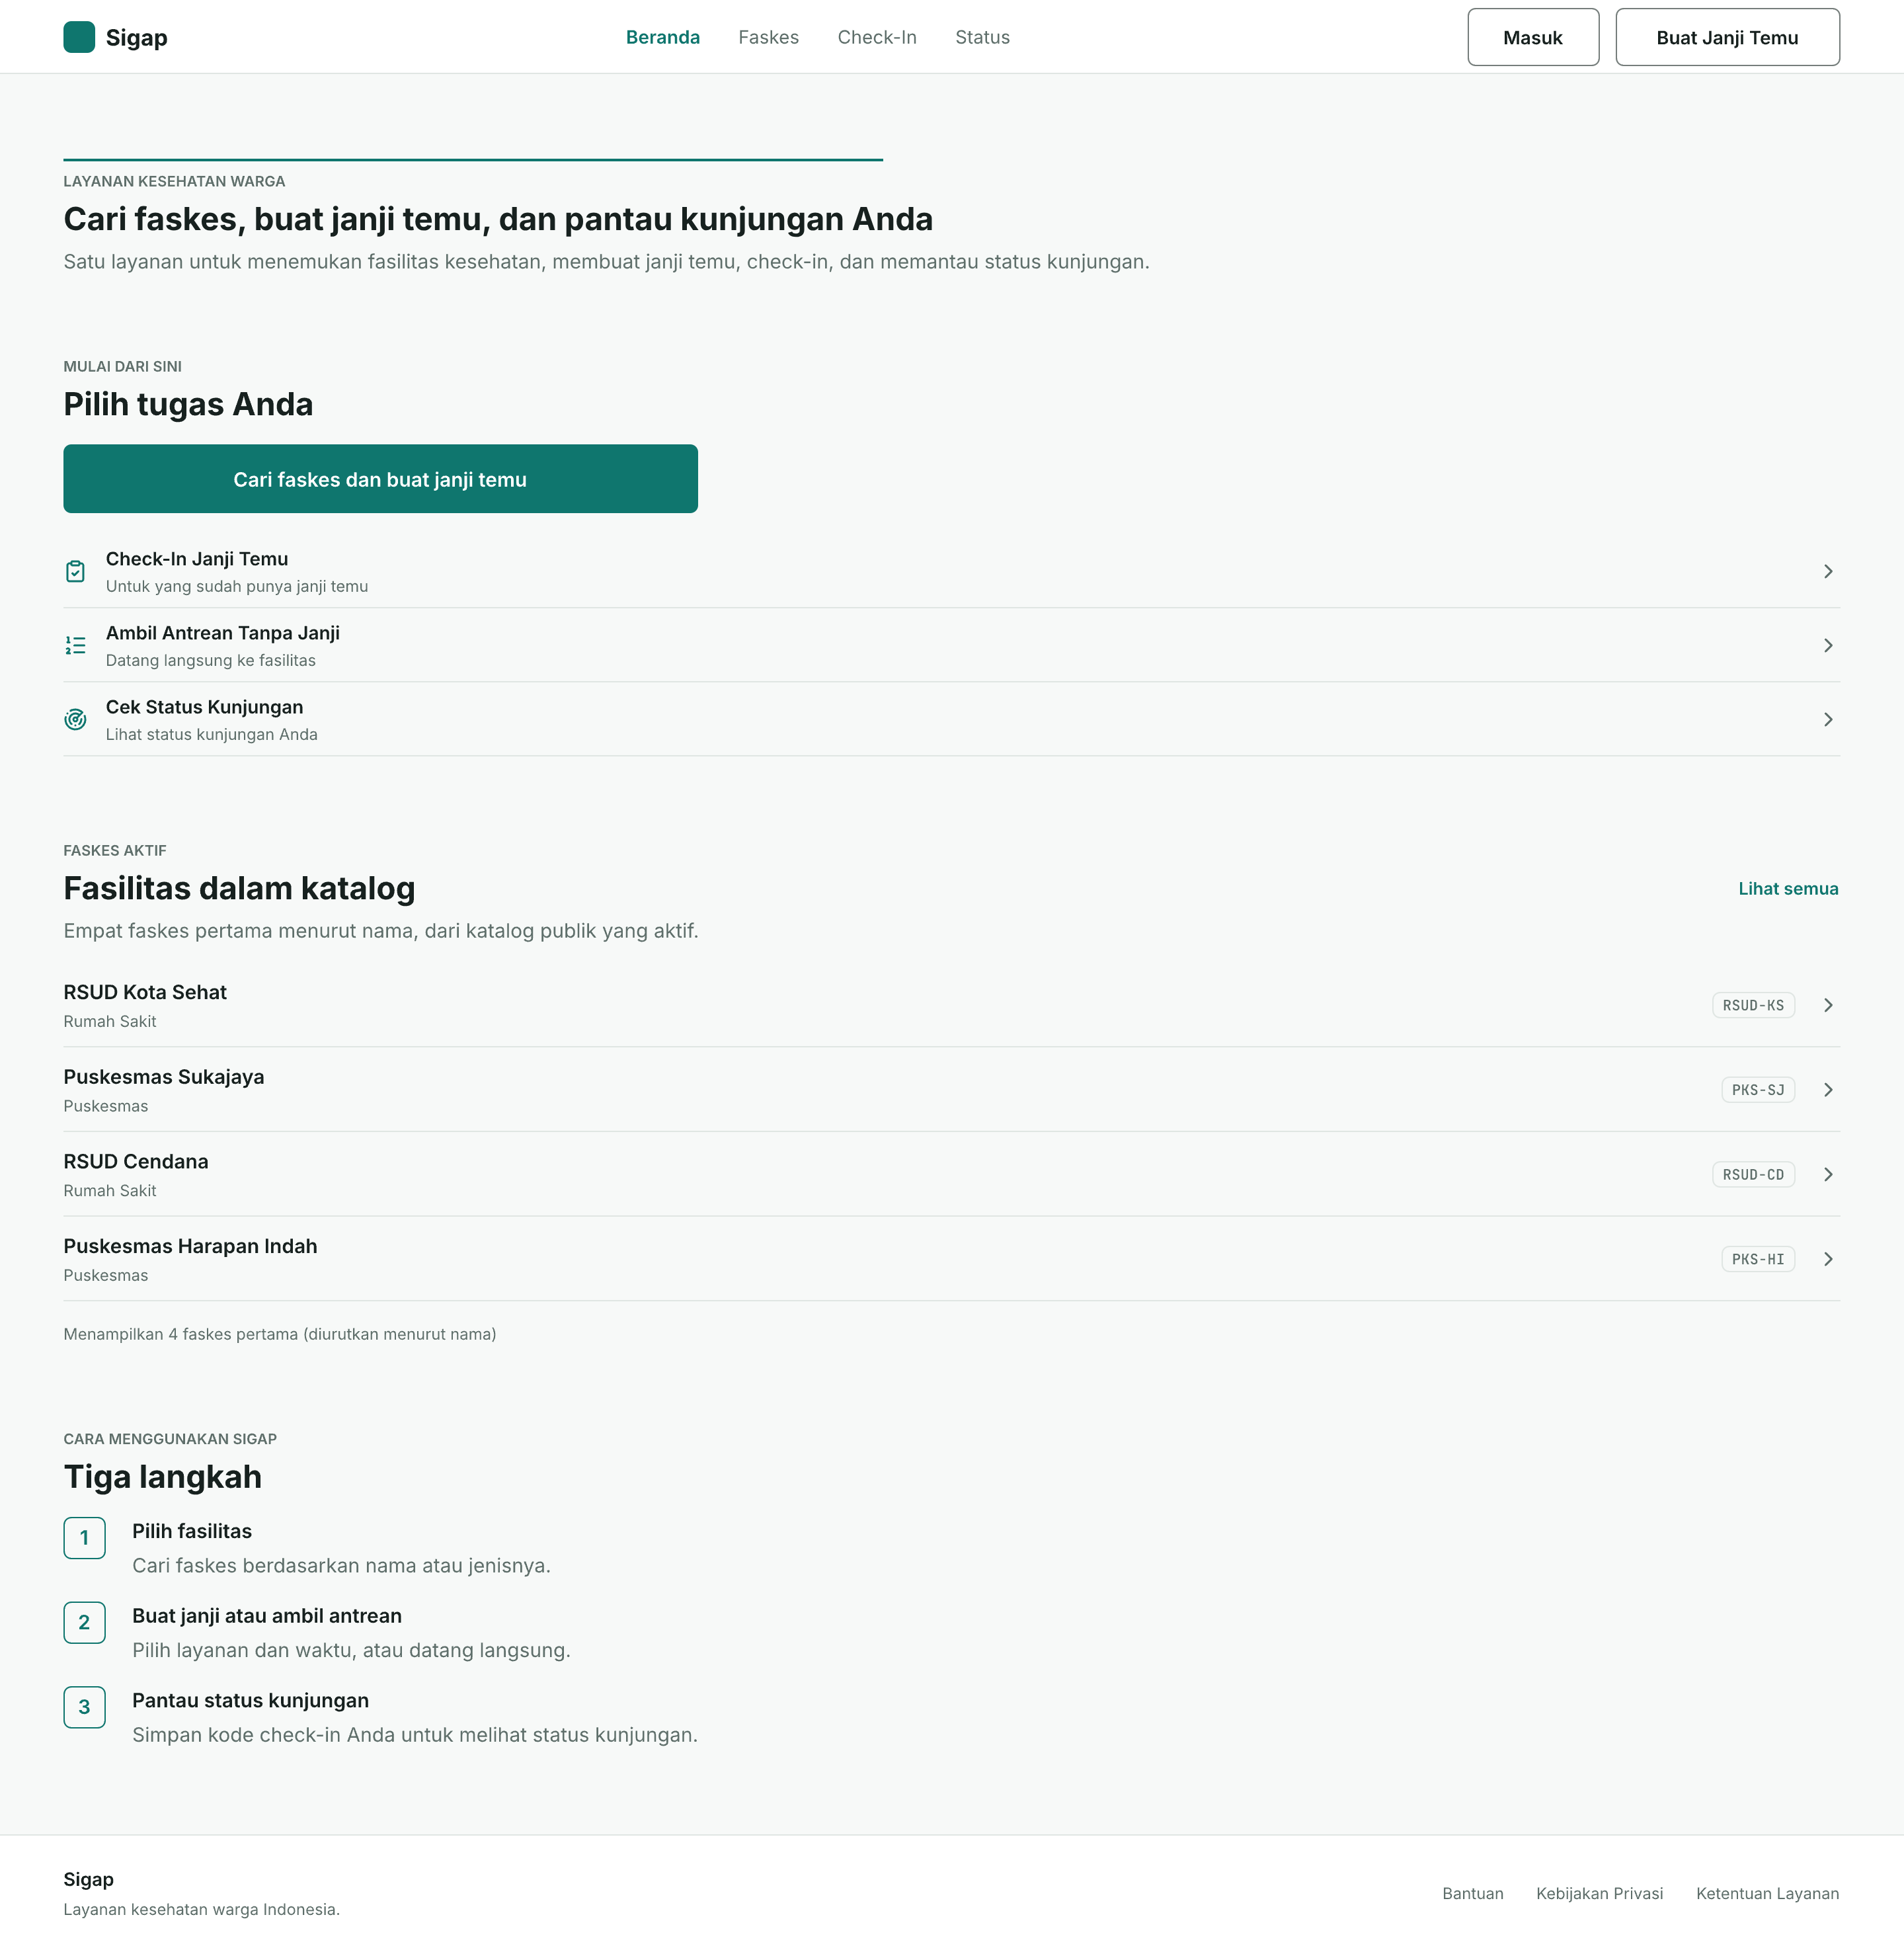 Sigap
Beranda
Faskes
Check-In
Status
Masuk
Buat Janji Temu
LAYANAN KESEHATAN WARGA
Cari faskes, buat janji temu, dan pantau kunjungan Anda
Satu layanan untuk menemukan fasilitas kesehatan, membuat janji temu, check-in, dan memantau status kunjungan.
MULAI DARI SINI
Pilih tugas Anda
Cari faskes dan buat janji temu
Check-In Janji Temu
Untuk yang sudah punya janji temu
Ambil Antrean Tanpa Janji
Datang langsung ke fasilitas
Cek Status Kunjungan
Lihat status kunjungan Anda
FASKES AKTIF
Fasilitas dalam katalog
Lihat semua
Empat faskes pertama menurut nama, dari katalog publik yang aktif.
RSUD Kota Sehat
Rumah Sakit
RSUD-KS
Puskesmas Sukajaya
Puskesmas
PKS-SJ
RSUD Cendana
Rumah Sakit
RSUD-CD
Puskesmas Harapan Indah
Puskesmas
PKS-HI
Menampilkan 4 faskes pertama (diurutkan menurut nama)
CARA MENGGUNAKAN SIGAP
Tiga langkah
1
Pilih fasilitas
Cari faskes berdasarkan nama atau jenisnya.
2
Buat janji atau ambil antrean
Pilih layanan dan waktu, atau datang langsung.
3
Pantau status kunjungan
Simpan kode check-in Anda untuk melihat status kunjungan.
Sigap
Layanan kesehatan warga Indonesia.
Bantuan
Kebijakan Privasi
Ketentuan Layanan